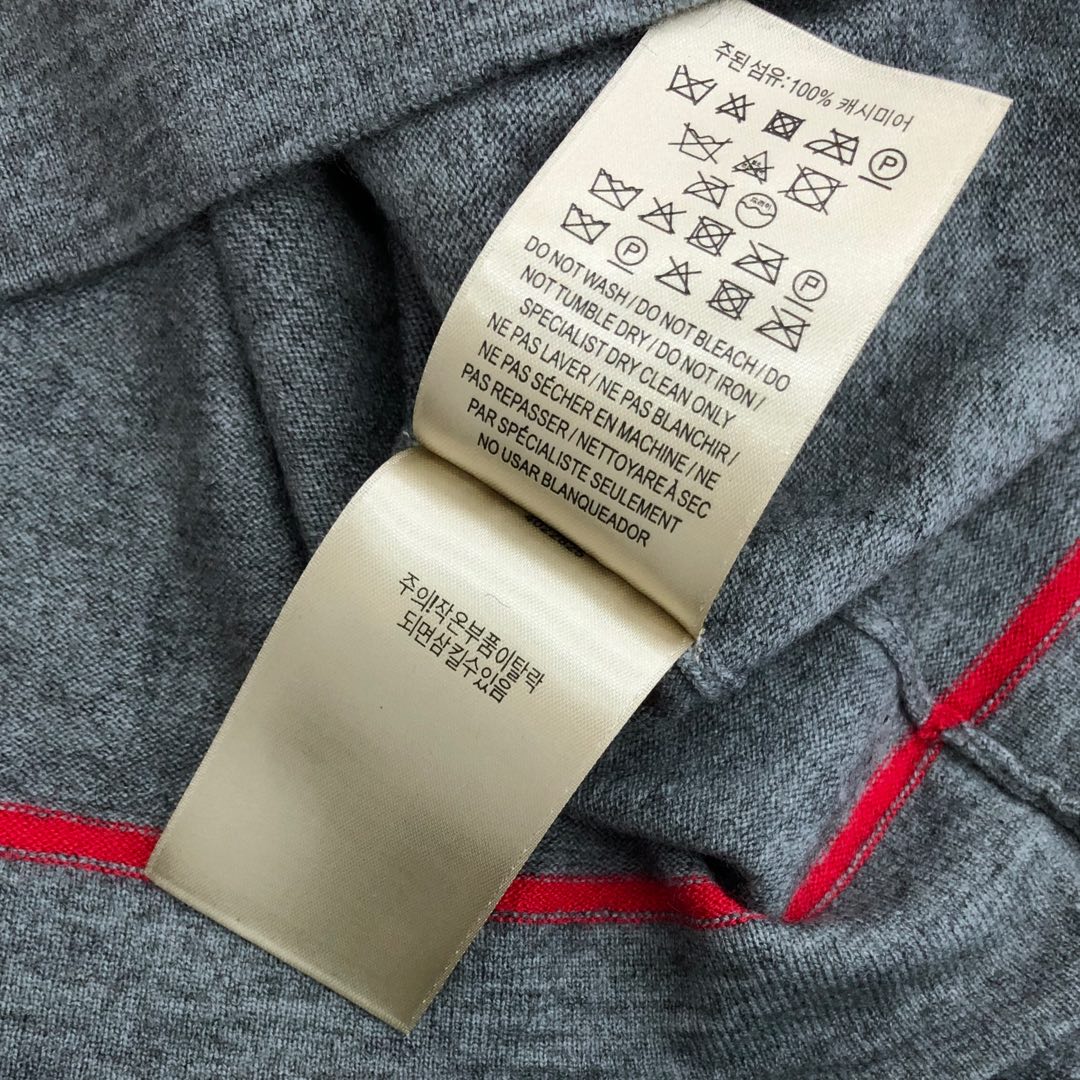 주된섬유:100% 캐시미어
P
드라이
P
P
DO NOT WASH / DO NOT BLEACH / DO
NOT TUMBLE DRY / DO NOT IRON /
SPECIALIST DRY CLEAN ONLY
NE PAS LAVER / NE PAS BLANCHIR /
NE PAS SÉCHER EN MACHINE / NE
PAS REPASSER / NETTOYARE À SEC
PAR SPÉCIALISTE SEULEMENT
NO USAR BLANQUEADOR
주의!작은부품이탈락
되면삼킬수있음